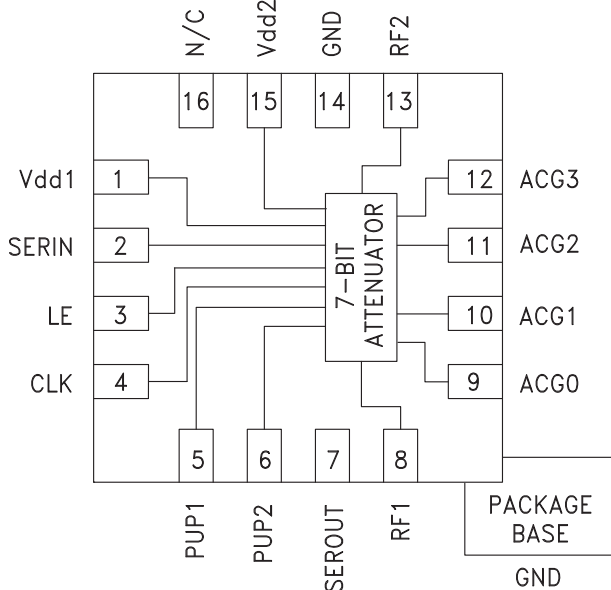 N/C
Vdd2
GND
RF2
16
15
14
13
Vdd1
1
12
ACG3
SERIN
2
11
ACG2
7-BIT
ATTENUATOR
LE
3
10
ACG1
CLK
4
9
ACG0
5
6
7
8
PUP1
PUP2
SEROUT
RF1
PACKAGE
BASE
GND